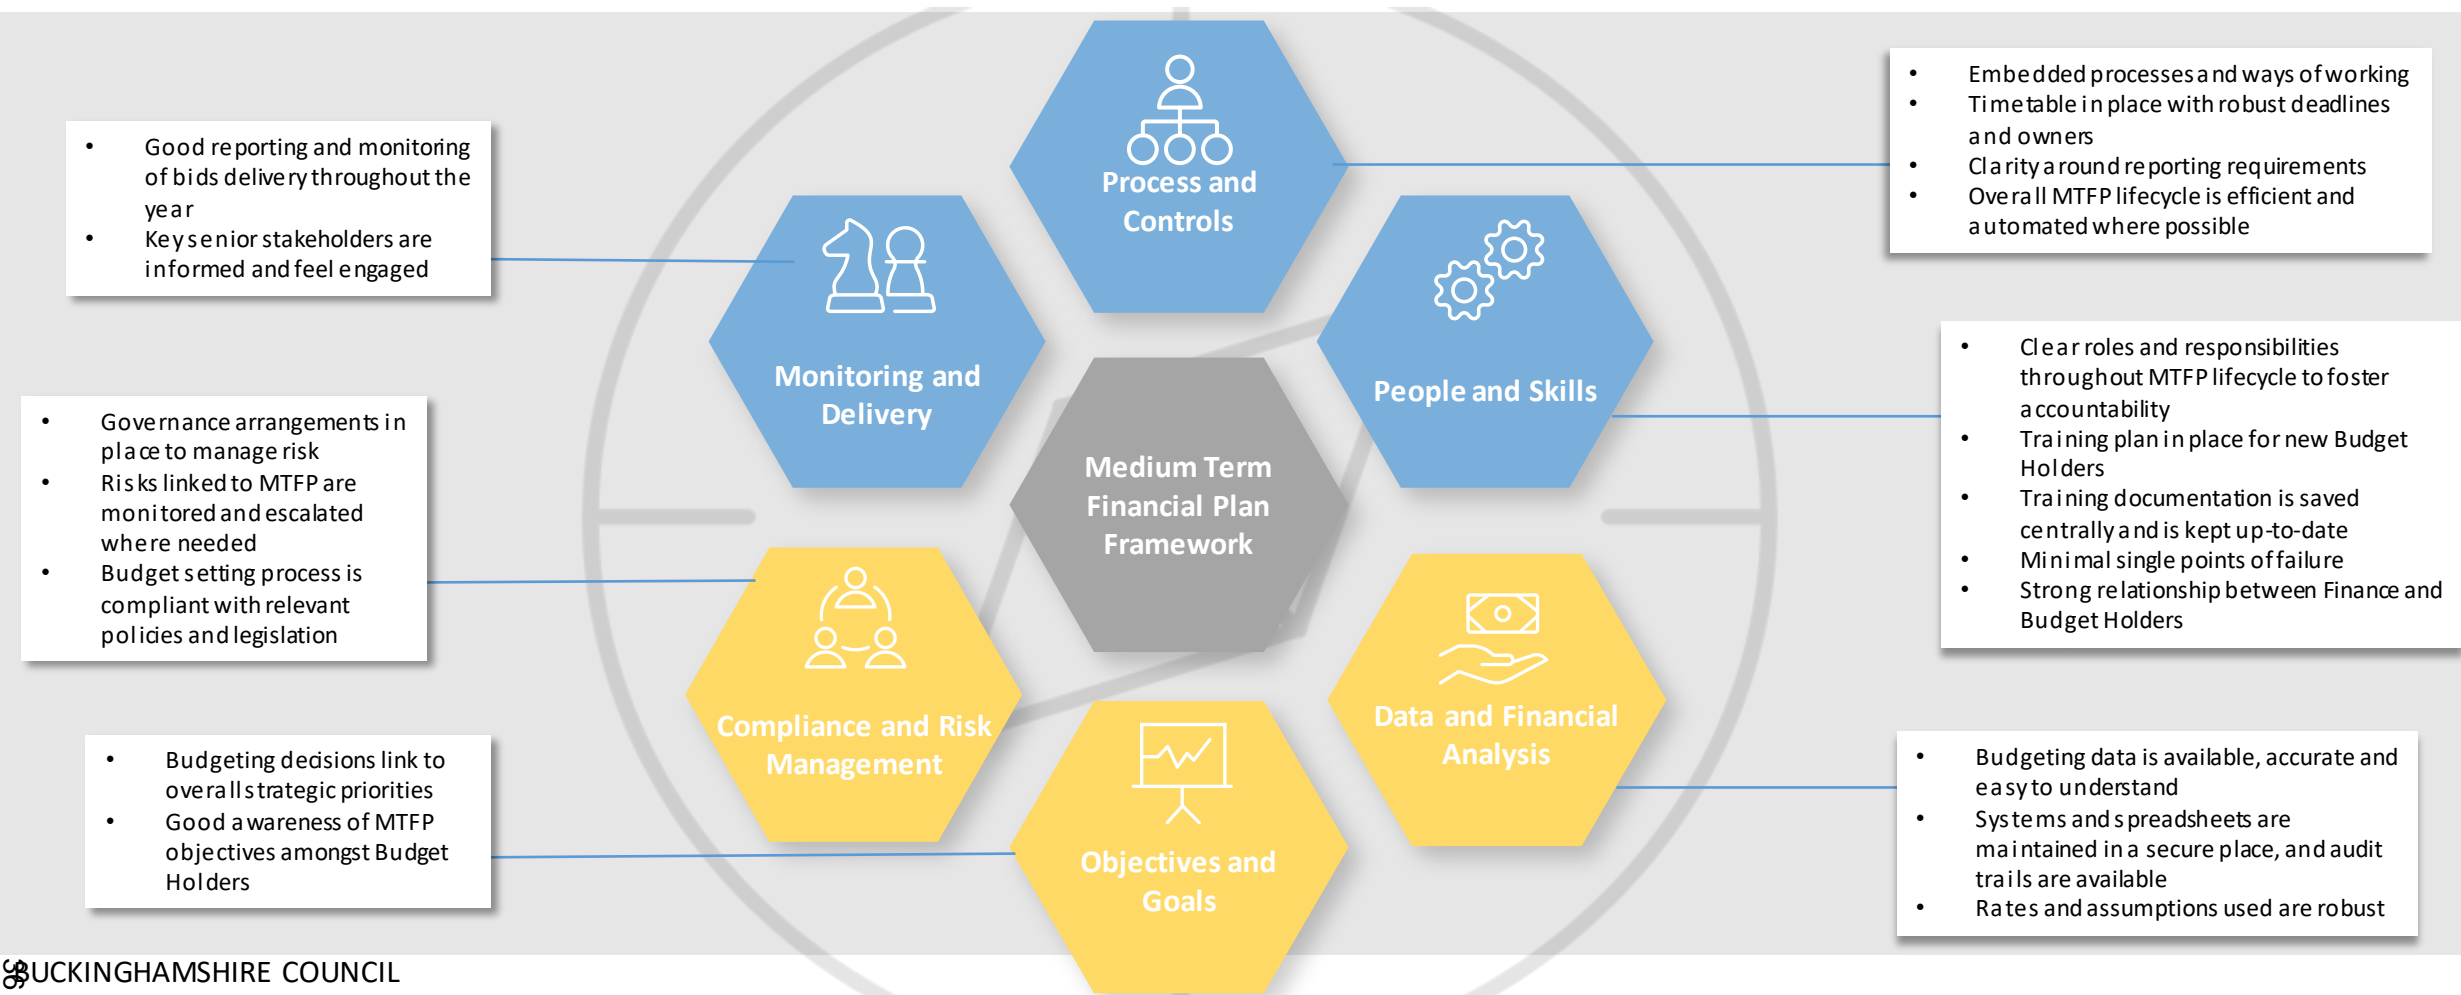 Process and
Controls
• Embedded processes and ways of working
• Timetable in place with robust deadlines
and owners
• Clarity around reporting requirements
• Overall MTFP lifecycle is efficient and
automated where possible
• Good reporting and monitoring
of bids delivery throughout the
year
• Key senior stakeholders are
informed and feel engaged
Monitoring and
Delivery
People and Skills
• Clear roles and responsibilities
throughout MTFP lifecycle to foster
accountability
• Training plan in place for new Budget
Holders
• Training documentation is saved
centrally and is kept up-to-date
• Minimal single points of failure
• Strong relationship between Finance and
Budget Holders
Medium Term
Financial Plan
Framework
• Governance arrangements in
place to manage risk
• Risks linked to MTFP are
monitored and escalated
where needed
• Budget setting process is
compliant with relevant
policies and legislation
Compliance and Risk
Management
Data and Financial
Analysis
• Budgeting data is available, accurate and
easy to understand
• Systems and spreadsheets are
maintained in a secure place, and audit
trails are available
• Rates and assumptions used are robust
• Budgeting decisions link to
overall strategic priorities
• Good awareness of MTFP
objectives amongst Budget
Holders
Objectives and
Goals
36
BUCKINGHAMSHIRE COUNCIL